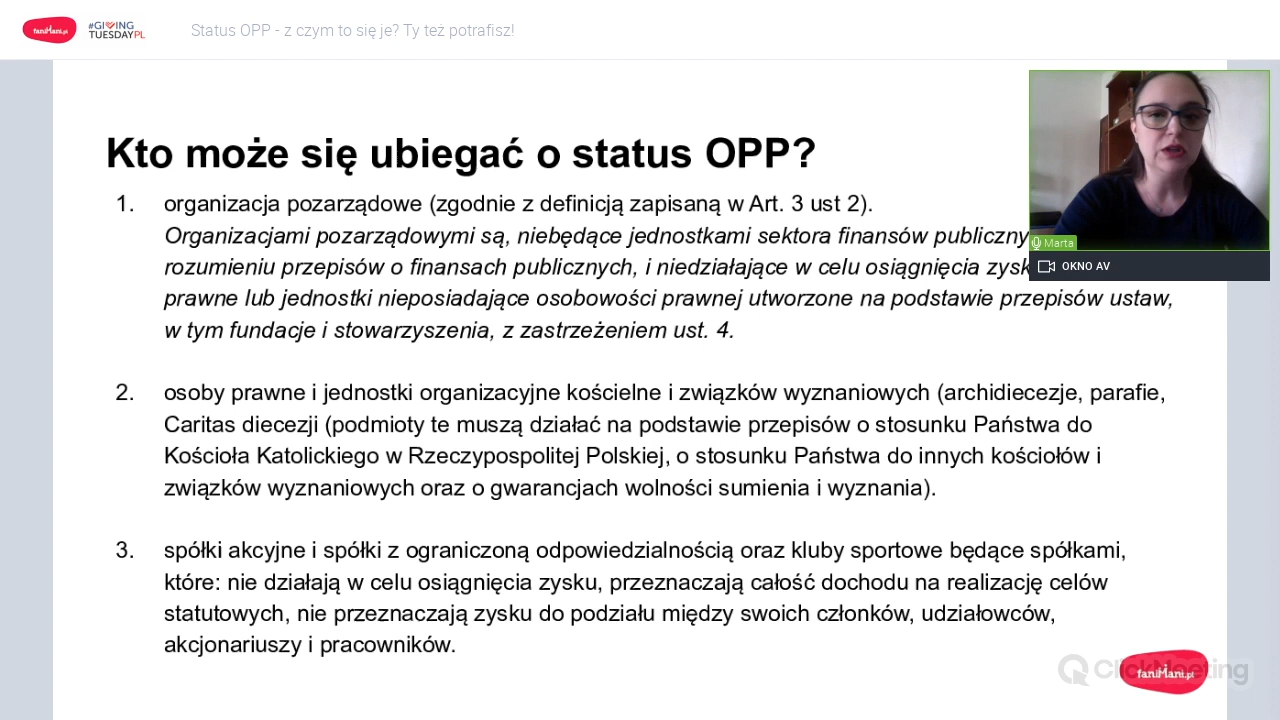 faniMani.pl
#GIVING
TUESDAYPL
Status OPP - z czym to się je? Ty też potrafisz!
Kto może się ubiegać o status OPP?
1. organizacja pozarządowe (zgodnie z definicją zapisaną w Art. 3 ust 2).
Organizacjami pozarządowymi są, niebędące jednostkami sektora finansów
rozumieniu przepisów o finansach publicznych, i niedziałające w celu osiągnięcia
prawne lub jednostki nieposiadające osobowości prawnej utworzone na podstawie przepisów ustaw,
w tym fundacje i stowarzyszenia, z zastrzeżeniem ust. 4.
2. osoby prawne i jednostki organizacyjne kościelne i związków wyznaniowych (archidiecezje, parafie,
Caritas diecezji (podmioty te muszą działać na podstawie przepisów o stosunku Państwa do
Kościoła Katolickiego w Rzeczypospolitej Polskiej, o stosunku Państwa do innych kościołów i
związków wyznaniowych oraz o gwarancjach wolności sumienia i wyznania).
3. spółki akcyjne i spółki z ograniczoną odpowiedzialnością oraz kluby sportowe będące spółkami,
które: nie działają w celu osiągnięcia zysku, przeznaczają całość dochodu na realizację celów
statutowych, nie przeznaczają zysku do podziału między swoich członków, udziałowców,
akcjonariuszy i pracowników.
Marta
OKNO AV
ClickMeeting
faniMani.pl